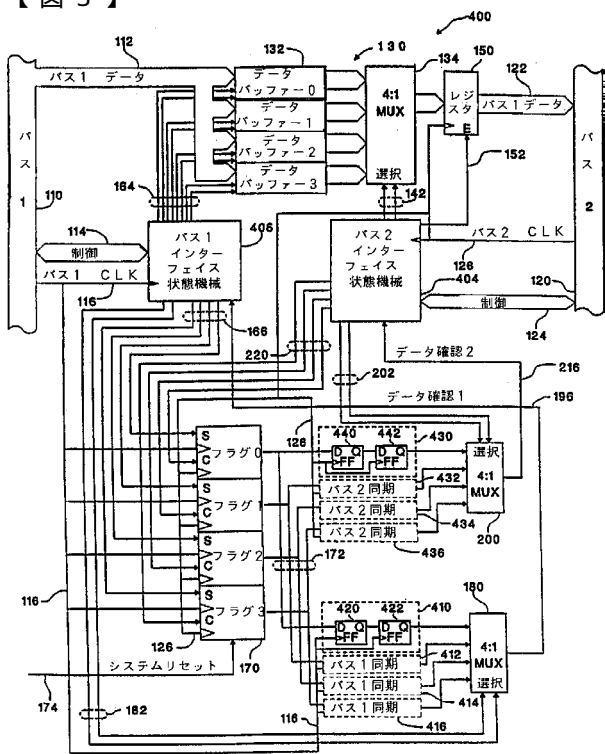 【図3】
400
112
132
130
134
150
122
バス1 データ
データ
バッファー0
データ
バッファー1
データ
バッファー2
データ
バッファー3
4:1
MUX
選択
レジスタ
E
バス1データ
バス1
110
バス2
152
164
142
114
制御
406
バス1
インター
フェイス
状態機械
バス2
インター
フェイス
状態機械
バス2 CLK
126
120
バス1 CLK
116
404
制御
124
166
220
202
データ確認2
216
データ確認1
196
126
S
C
フラグ0
S
C
フラグ1
S
C
フラグ2
S
C
フラグ3
440
442
430
D Q
FF
D Q
FF
バス2同期
432
バス2同期
434
バス2同期
436
選択
4:1
MUX
200
172
116
126
システムリセット
170
174
182
420
422
410
D Q
FF
D Q
FF
バス1同期
412
バス1同期
414
バス1同期
416
116
180
4:1
MUX
選択